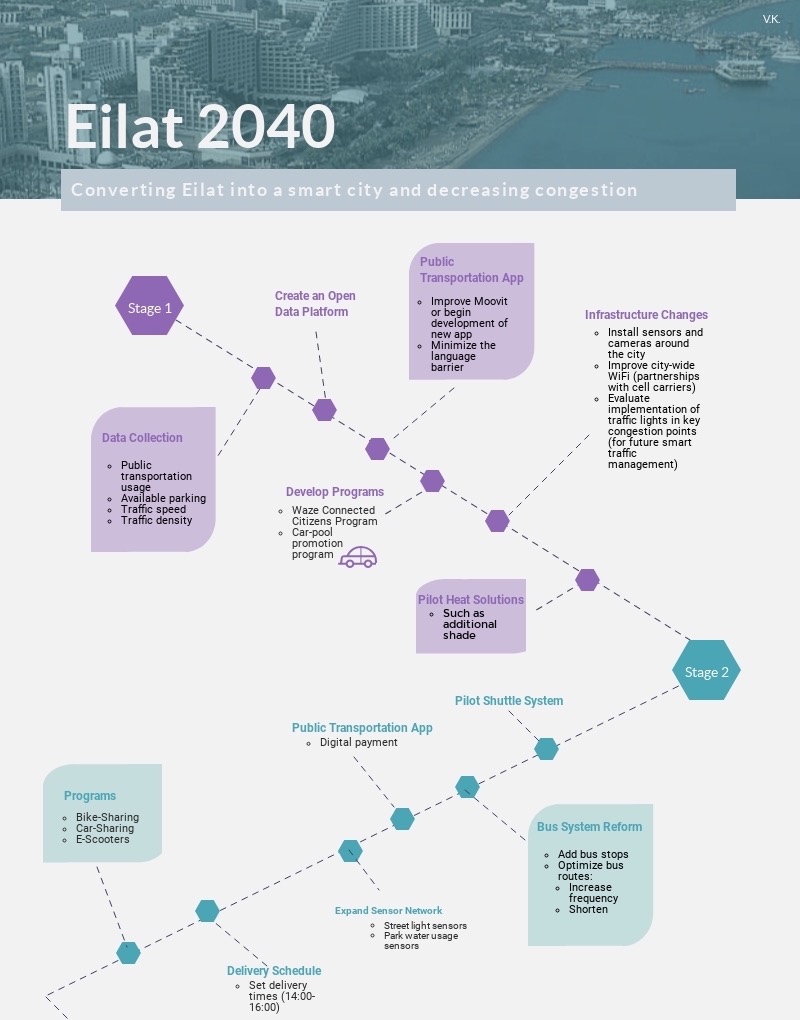 V.K.
Eilat 2040
Converting Eilat into a smart city and decreasing congestion
Stage 1
Data Collection
Public
transportation
usage
Available parking
Traffic speed
Traffic density
Create an Open
Data Platform
Public
Transportation App
Improve Moovit
or begin
development of
new app
Minimize the
language
barrier
Develop Programs
Waze Connected
Citizens Program
Car-pool
promotion
program
Infrastructure Changes
Install sensors and
cameras around
the city
Improve city-wide
WiFi (partnerships
with cell carriers)
Evaluate
implementation of
traffic lights in key
congestion points
(for future smart
traffic
management)
Pilot Heat Solutions
Such as
additional
shade
Stage 2
Pilot Shuttle System
Bus System Reform
Add bus stops
Optimize bus
routes:
Increase
frequency
Shorten
Public Transportation App
Digital payment
Expand Sensor Network
Street light sensors
Park water usage
sensors
Delivery Schedule
Set delivery
times (14:00-
16:00)
Programs
Bike-Sharing
Car-Sharing
E-Scooters